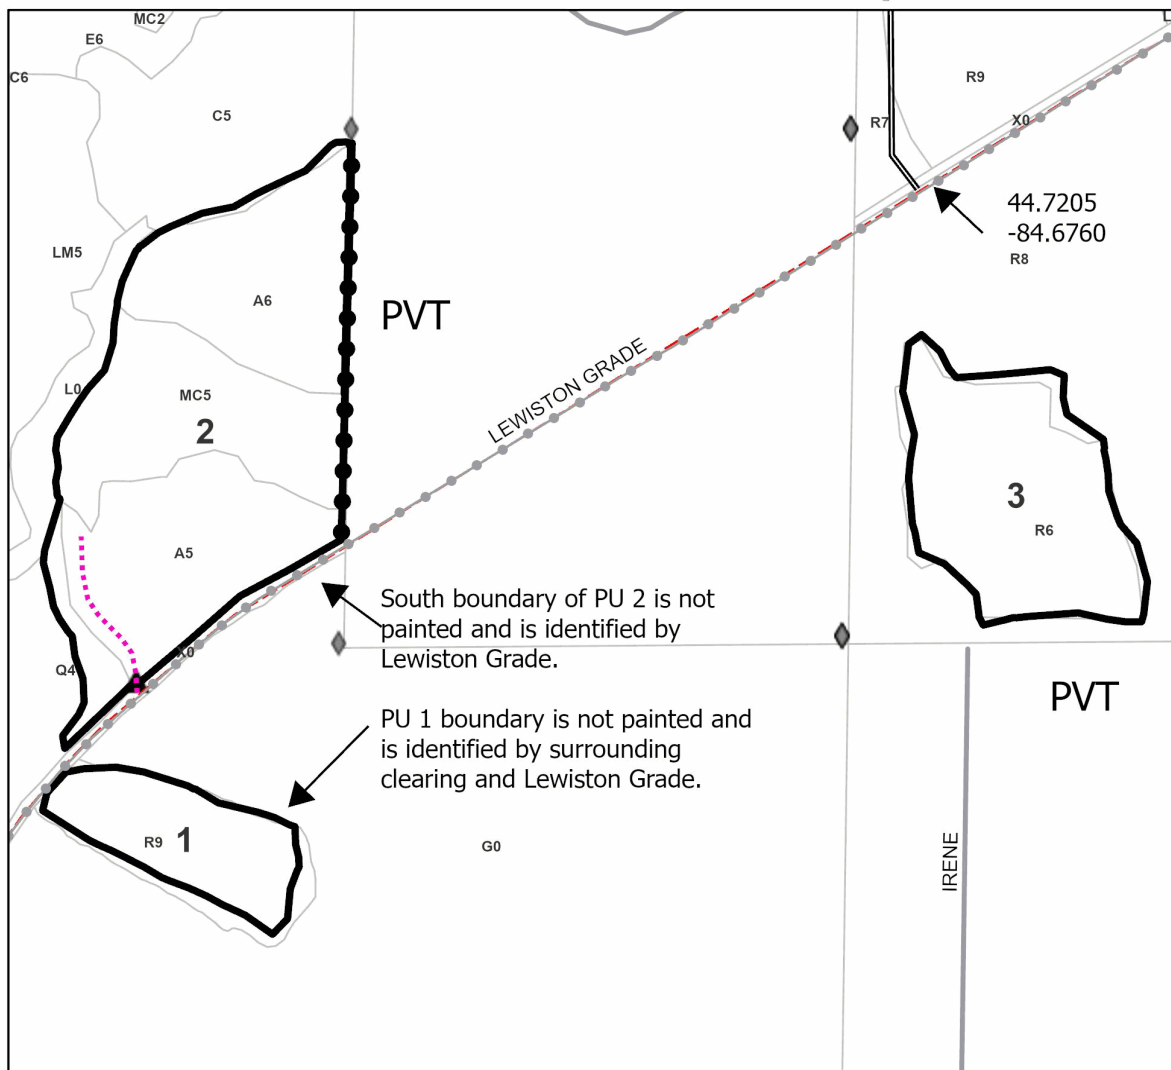 MC2
E6
C6
R9
C5
R7
X0
44.7205
-84.6760
LM5
R8
A6
PVT
LEWISTON GRADE
L0
MC5
2
3
R6
A5
South boundary of PU 2 is not
painted and is identified by
Lewiston Grade.
X0
Q4
PVT
PU 1 boundary is not painted and
is identified by surrounding
clearing and Lewiston Grade.
R9
1
G0
IRENE